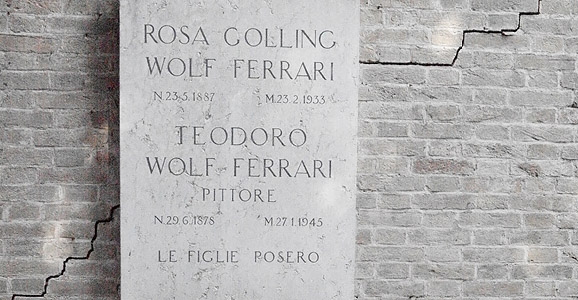 ROSA GOLLING
WOLF FERRARI
N.23.5.1887 M.23.2.1933
TEODORO
WOLF-FERRARI
PITTORE
N.29.6.1878 M.27.1.1945
LE FIGLIE POSERO